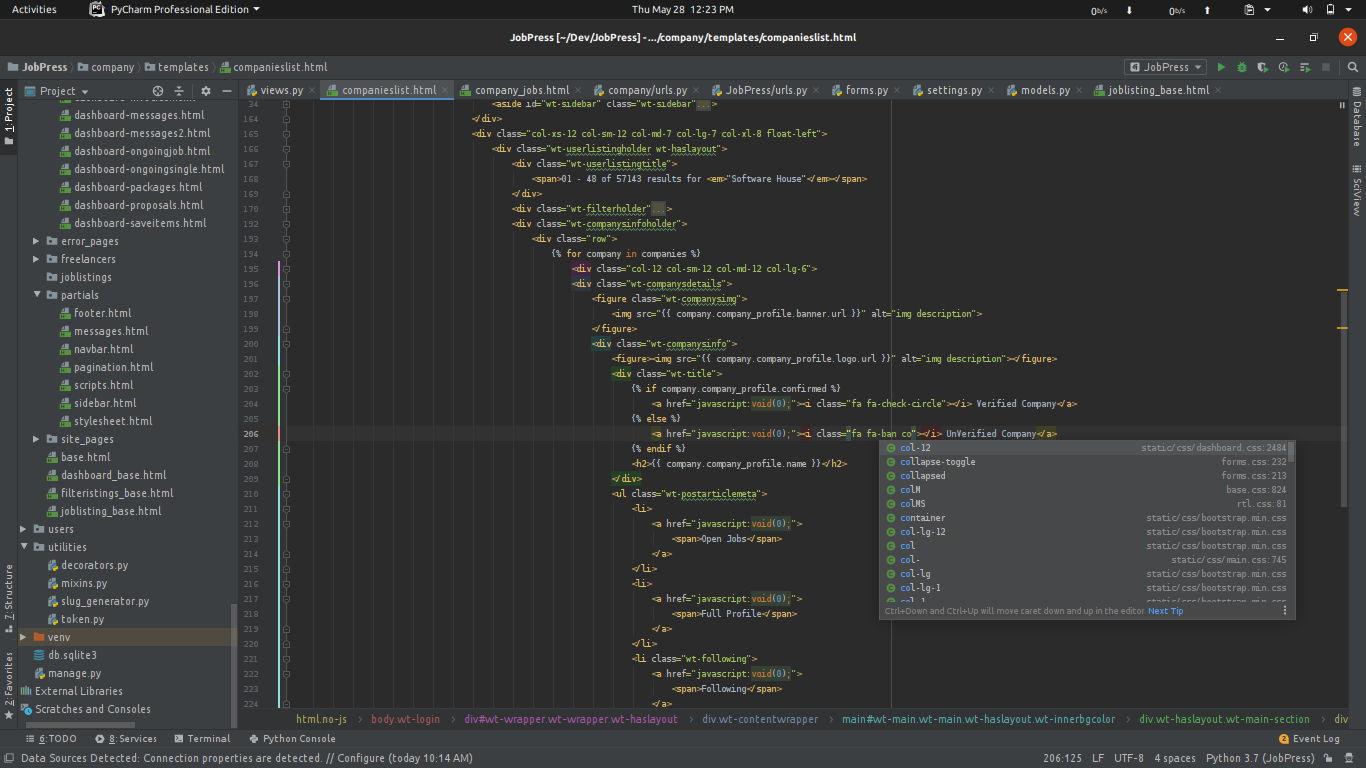 Activities PyCharm Professional Edition Thu May 28 12:23 PM 0b/s 0b/s
JobPress [~/Dev/JobPress] - .../company/templates/companieslist.html
JobPress company templates companieslist.html JobPress
Project views.py companieslist.html company_jobs.html company/urls.py JobPress/urls.py forms.py settings.py models.py joblisting_base.html
1: Project
7: Structure
2: Favorites
Database
SciView
dashboard-messages.html
dashboard-messages2.html
dashboard-ongoingjob.html
dashboard-ongoingsingle.html
dashboard-packages.html
dashboard-proposals.html
dashboard-saveitems.html
error_pages
freelancers
joblistings
partials
footer.html
messages.html
navbar.html
pagination.html
scripts.html
sidebar.html
stylesheet.html
site_pages
base.html
dashboard_base.html
filteristings_base.html
joblisting_base.html
users
utilities
decorators.py
mixins.py
slug_generator.py
token.py
venv
db.sqlite3
manage.py
External Libraries
Scratches and Consoles
34 <aside id="wt-sidebar" class="wt-sidebar"...>
164 </div>
165 <div class="col-xs-12 col-sm-12 col-md-7 col-lg-7 col-xl-8 float-left">
166 <div class="wt-userlistingholder wt-haslayout">
167 <div class="wt-userlistingtitle">
168 <span>01 - 48 of 57143 results for <em>"Software House"</em></span>
169 </div>
170 <div class="wt-filterholder"...>
192 <div class="wt-companysinfoholder">
193 <div class="row">
194 {% for company in companies %}
195 <div class="col-12 col-sm-12 col-md-12 col-lg-6">
196 <div class="wt-companysdetails">
197 <figure class="wt-companysimg">
198 <img src="{{ company.company_profile.banner.url }}" alt="img description">
199 </figure>
200 <div class="wt-companysinfo">
201 <figure><img src="{{ company.company_profile.logo.url }}" alt="img description"></figure>
202 <div class="wt-title">
203 {% if company.company_profile.confirmed %}
204 <a href="javascript:void(0);"><i class="fa fa-check-circle"></i> Verified Company</a>
205 {% else %}
206 <a href="javascript:void(0);"><i class="fa fa-ban co"></i> UnVerified Company</a>
207 {% endif %}
208 <h2>{{ company.company_profile.name }}</h2>
209 </div>
210 <ul class="wt-postarticlemeta">
211 <li>
212 <a href="javascript:void(0);">
213 <span>Open Jobs</span>
214 </a>
215 </li>
216 <li>
217 <a href="javascript:void(0);">
218 <span>Full Profile</span>
219 </a>
220 </li>
221 <li class="wt-following">
222 <a href="javascript:void(0);">
223 <span>Following</span>
224 </a>
col-12 static/css/dashboard.css:2484
collapse-toggle forms.css:232
collapsed forms.css:213
colM base.css:824
colMS rtl.css:81
container static/css/bootstrap.min.css
col-lg-12 static/css/bootstrap.min.css
col static/css/bootstrap.min.css
col- static/css/main.css:745
col-lg static/css/bootstrap.min.css
col-lg-1 static/css/bootstrap.min.css
col-1 static/css/bootstrap.min.css
Ctrl+Down and Ctrl+Up will move caret down and up in the editor Next Tip
html.no-js body.wt-login div#wt-wrapper.wt-wrapper.wt-haslayout div.wt-contentwrapper main#wt-main.wt-main.wt-haslayout.wt-innerbgcolor div.wt-haslayout.wt-main-section div
6: TODO 8: Services Terminal Python Console 2 Event Log
Data Sources Detected: Connection properties are detected. // Configure (today 10:14 AM) 206:125 LF UTF-8 4 spaces Python 3.7 (JobPress)